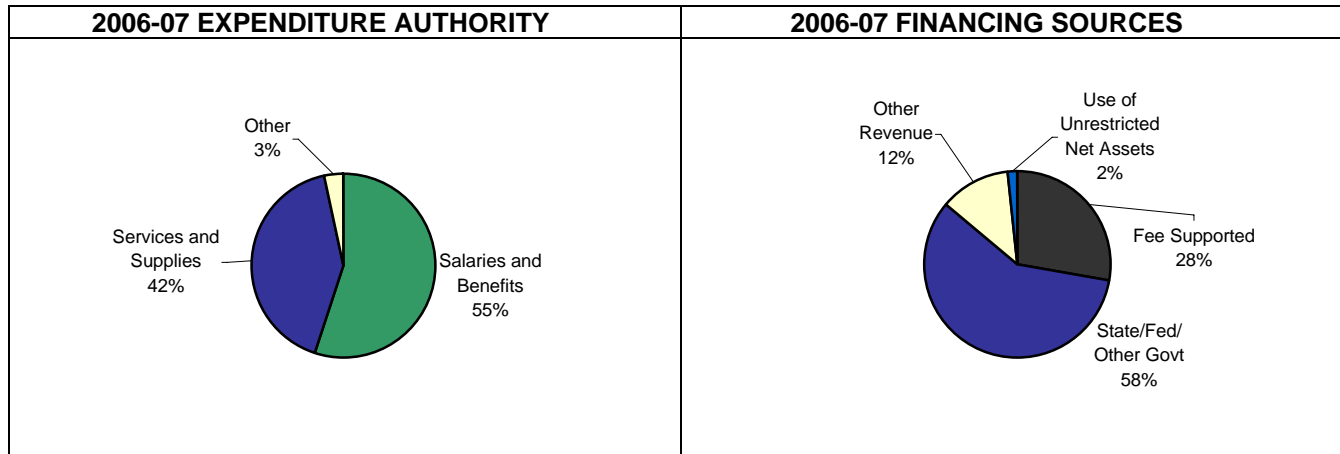 2006-07 EXPENDITURE AUTHORITY
Other
3%
Services and
Supplies
42%
Salaries and
Benefits
55%
2006-07 FINANCING SOURCES
Other
Revenue
12%
Use of
Unrestricted
Net Assets
2%
Fee Supported
28%
State/Fed/
Other Govt
58%